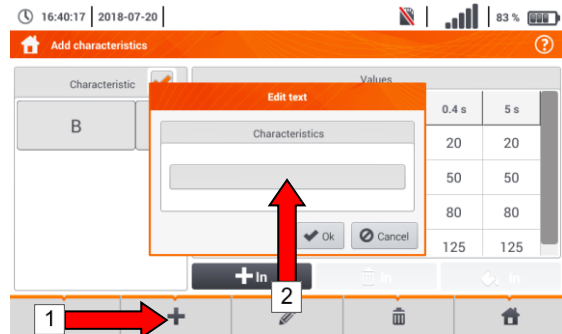 16:40:17 2018-07-20 83 %
Add characteristics ?
Characteristic Values
Edit text
0.4 s 5 s
B
Characteristics
20 20
50 50
80 80
Ok Cancel
125 125
In In In
1 2